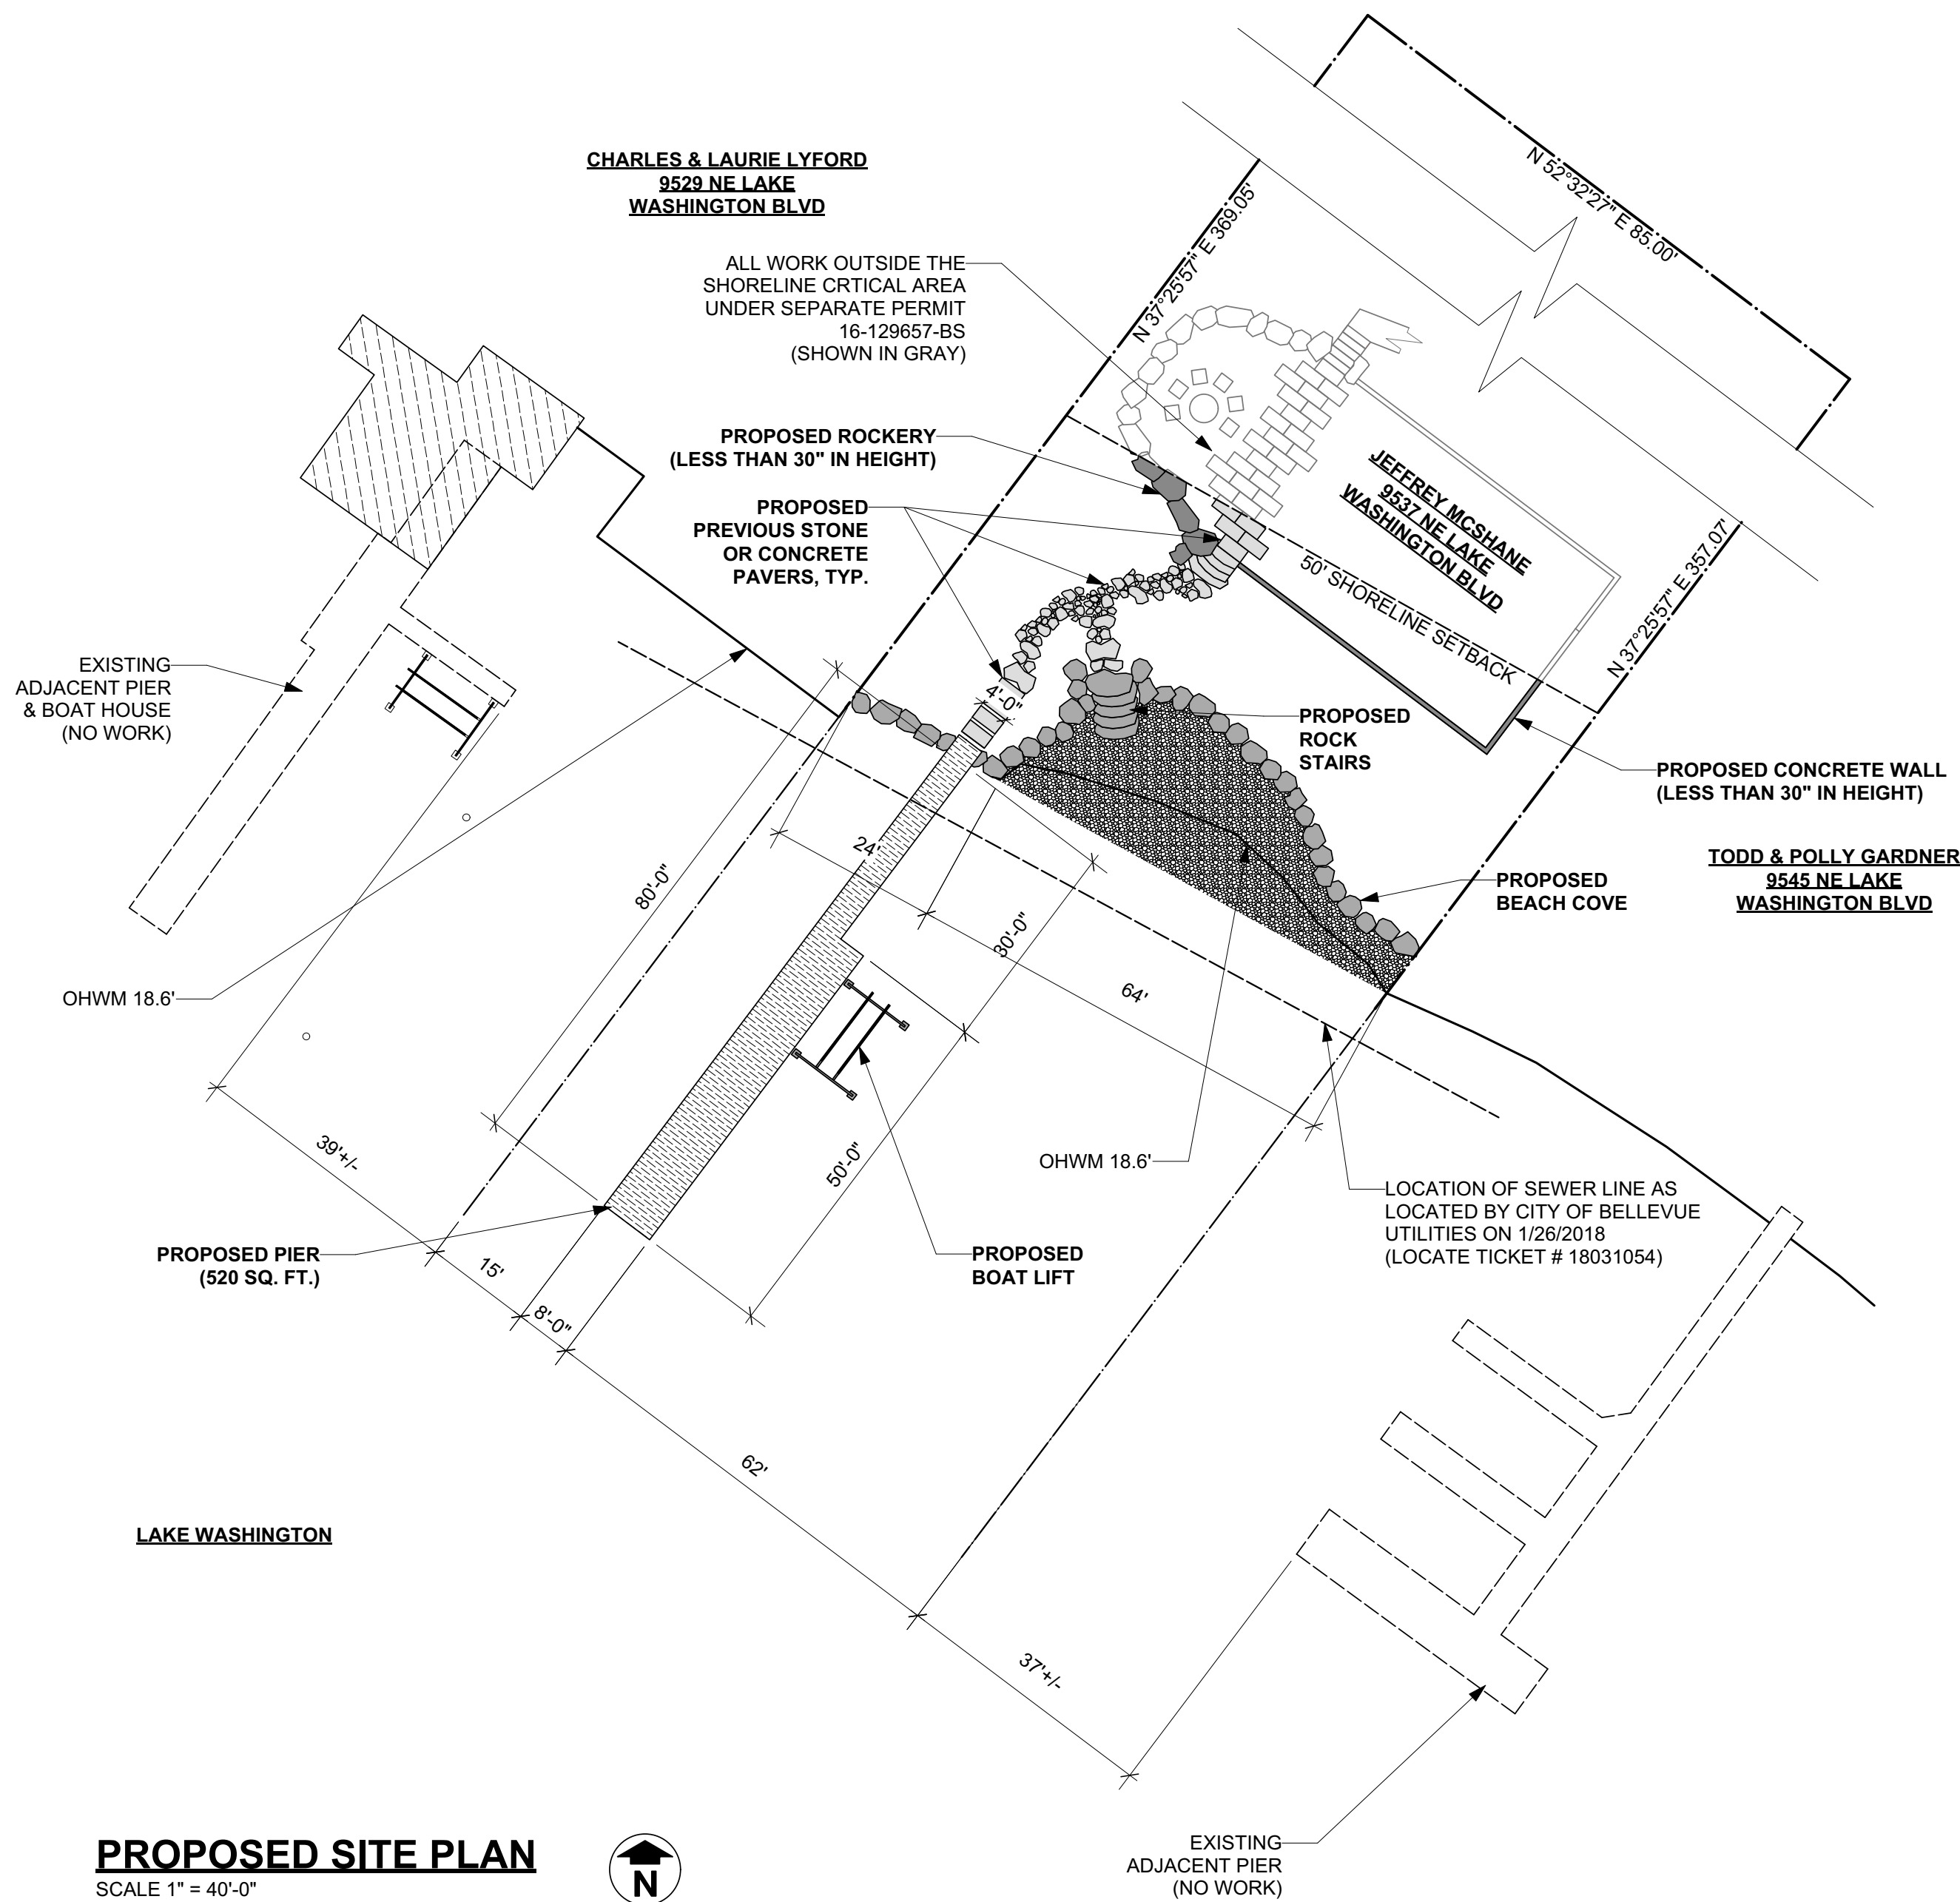 CHARLES & LAURIE LYFORD
9529 NE LAKE
WASHINGTON BLVD
N 52°32'27" E 85.00'
N 37°25'57" E 369.05'
ALL WORK OUTSIDE THE
SHORELINE CRTICAL AREA
UNDER SEPARATE PERMIT
16-129657-BS
(SHOWN IN GRAY)
PROPOSED ROCKERY
(LESS THAN 30" IN HEIGHT)
PROPOSED
PREVIOUS STONE
OR CONCRETE
PAVERS, TYP.
JEFFREY MCSHANE
9537 NE LAKE
WASHINGTON BLVD
50' SHORELINE SETBACK
N 37°25'57" E 357.07'
EXISTING
ADJACENT PIER
& BOAT HOUSE
(NO WORK)
4'-0"
PROPOSED
ROCK
STAIRS
PROPOSED CONCRETE WALL
(LESS THAN 30" IN HEIGHT)
TODD & POLLY GARDNER
9545 NE LAKE
WASHINGTON BLVD
PROPOSED
BEACH COVE
24'
80'-0"
30'-0"
64'
OHWM 18.6'
39'+/-
50'-0"
OHWM 18.6'
LOCATION OF SEWER LINE AS
LOCATED BY CITY OF BELLEVUE
UTILITIES ON 1/26/2018
(LOCATE TICKET # 18031054)
PROPOSED PIER
(520 SQ. FT.)
PROPOSED
BOAT LIFT
15'
8'-0"
62'
LAKE WASHINGTON
37'+/-
EXISTING
ADJACENT PIER
(NO WORK)
PROPOSED SITE PLAN
SCALE 1" = 40'-0"
N